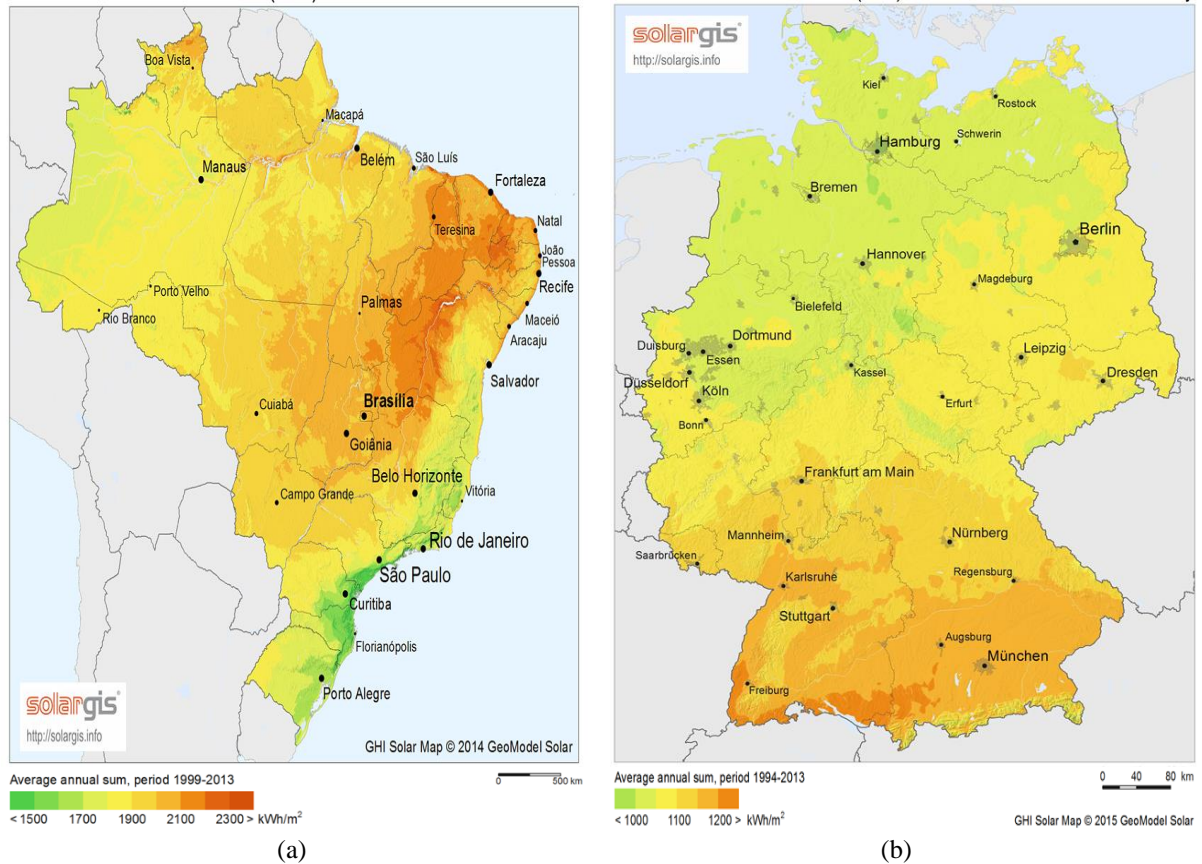 Boa Vista
Macapá
Belém
São Luís
Manaus
Fortaleza
Teresina
Natal
João
Pessoa
Recife
Porto Velho
Palmas
Maceió
Rio Branco
Aracaju
Salvador
Cuiabá
Brasília
Goiânia
Belo Horizonte
Campo Grande
Vitória
Rio de Janeiro
São Paulo
Curitiba
Florianópolis
Porto Alegre
solargis
http://solargis.info
GHI Solar Map © 2014 GeoModel Solar
Average annual sum, period 1999-2013
0 500 km
< 1500 1700 1900 2100 2300 > kWh/m²
(a)
solargis
http://solargis.info
Kiel
Rostock
Schwerin
Hamburg
Bremen
Berlin
Hannover
Magdeburg
Bielefeld
Dortmund
Duisburg
Essen
Leipzig
Kassel
Dresden
Düsseldorf
Köln
Erfurt
Bonn
Frankfurt am Main
Mannheim
Nürnberg
Saarbrücken
Regensburg
Karlsruhe
Stuttgart
Augsburg
München
Freiburg
Average annual sum, period 1994-2013
0 40 80 km
< 1000 1100 1200 > kWh/m²
GHI Solar Map © 2015 GeoModel Solar
(b)